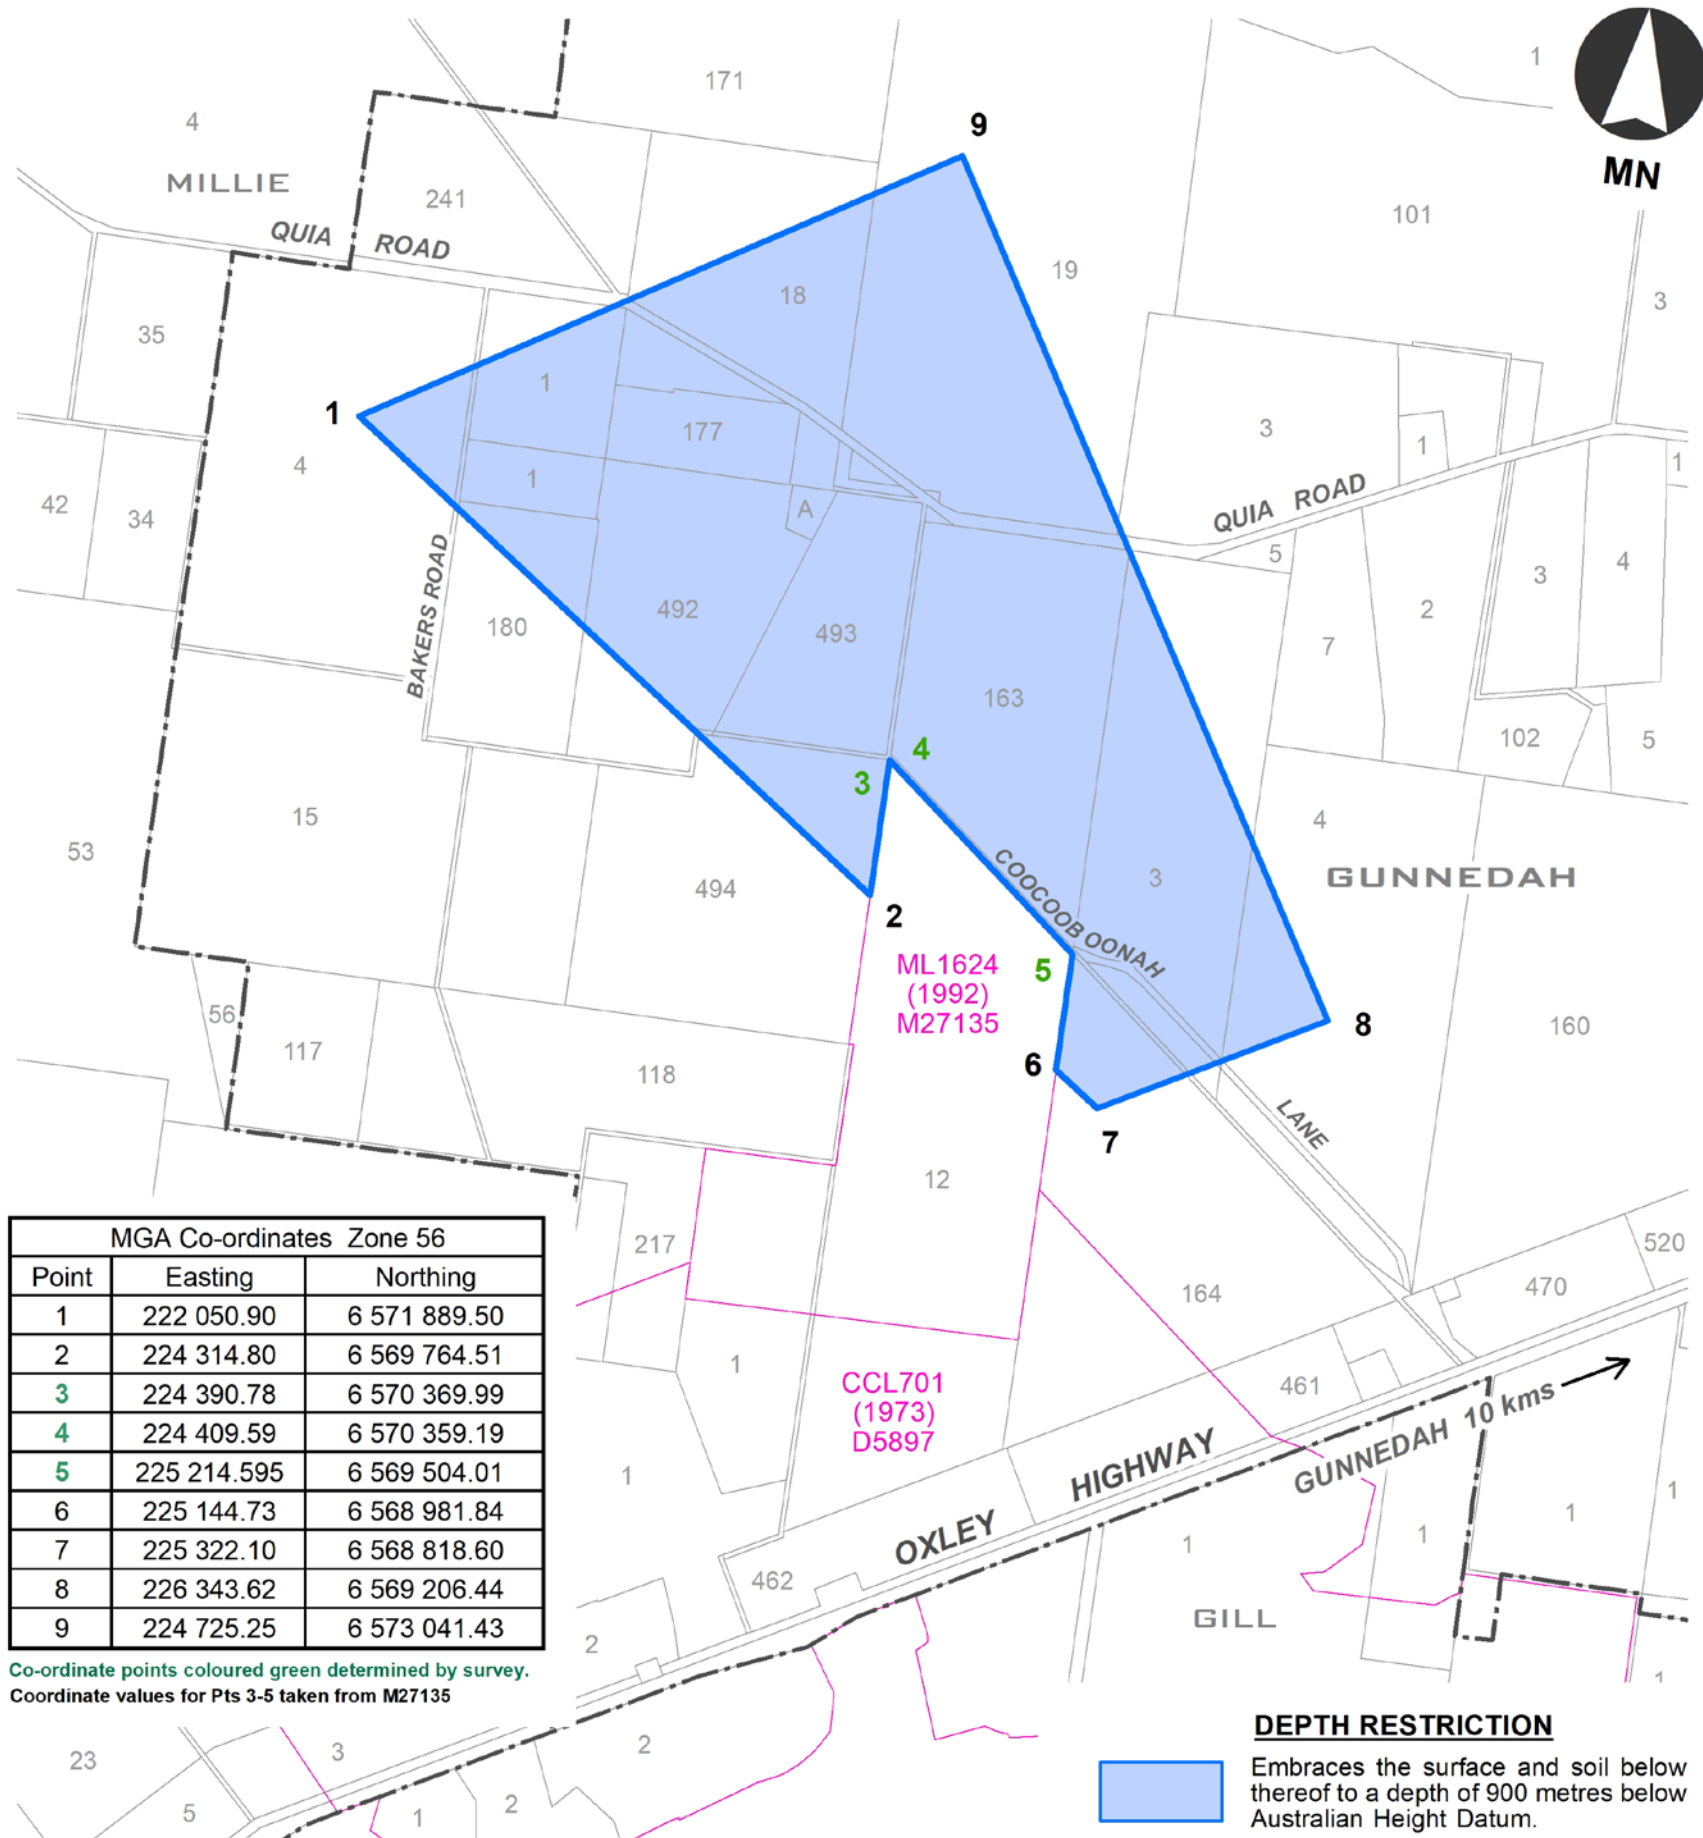 MN
171
1
4
MILLIE
241
QUIA ROAD
9
101
19
3
18
35
1
1
177
4
3
1
1
42
34
1
A
QUIA ROAD
5
3
4
BAKERS ROAD
180
492
493
2
7
163
102
5
4
3
15
53
4
494
COOCOOBOONAH
3
GUNNEDAH
2
ML1624
(1992)
M27135
5
8
160
56
117
118
6
7
LANE
12
217
164
470
520
1
CCL701
(1973)
D5897
461
GUNNEDAH 10 kms
HIGHWAY
OXLEY
1
1
1
1
1
462
GILL
2
1
23
3
2
5
1
2
MGA Co-ordinates Zone 56
Point Easting Northing
1 222 050.90 6 571 889.50
2 224 314.80 6 569 764.51
3 224 390.78 6 570 369.99
4 224 409.59 6 570 359.19
5 225 214.595 6 569 504.01
6 225 144.73 6 568 981.84
7 225 322.10 6 568 818.60
8 226 343.62 6 569 206.44
9 224 725.25 6 573 041.43
Co-ordinate points coloured green determined by survey.
Coordinate values for Pts 3-5 taken from M27135
DEPTH RESTRICTION
Embraces the surface and soil below
thereof to a depth of 900 metres below
Australian Height Datum.